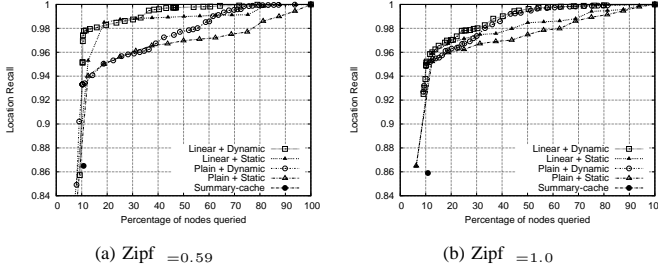 1
0.98
0.96
0.94
0.92
0.9
0.88
0.86
0.84
Location Recall
0 10 20 30 40 50 60 70 80 90 100
Percentage of nodes queried
Linear + Dynamic
Linear + Static
Plain + Dynamic
Plain + Static
Summary-cache
(a) Zipf =0.59
1
0.98
0.96
0.94
0.92
0.9
0.88
0.86
0.84
Location Recall
0 10 20 30 40 50 60 70 80 90 100
Percentage of nodes queried
Linear + Dynamic
Linear + Static
Plain + Dynamic
Plain + Static
Summary-cache
(b) Zipf =1.0